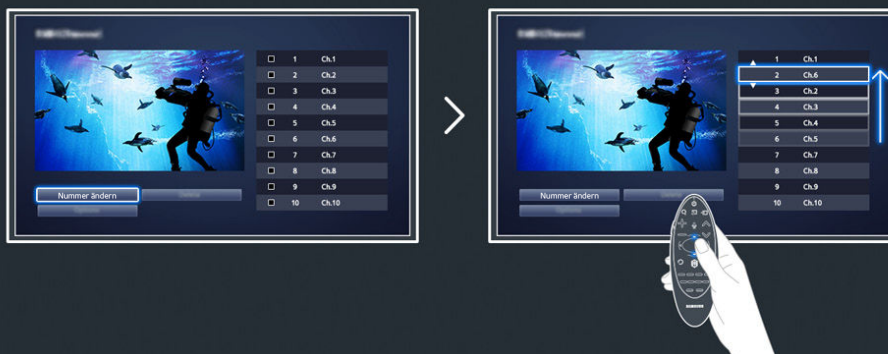 1 Ch.1
2 Ch.2
3 Ch.3
4 Ch.4
5 Ch.5
6 Ch.6
7 Ch.7
8 Ch.8
9 Ch.9
10 Ch.10
Nummer ändern
1 Ch.1
2 Ch.6
3 Ch.2
4 Ch.3
5 Ch.4
6 Ch.5
7 Ch.7
8 Ch.8
9 Ch.9
10 Ch.10
Nummer ändern